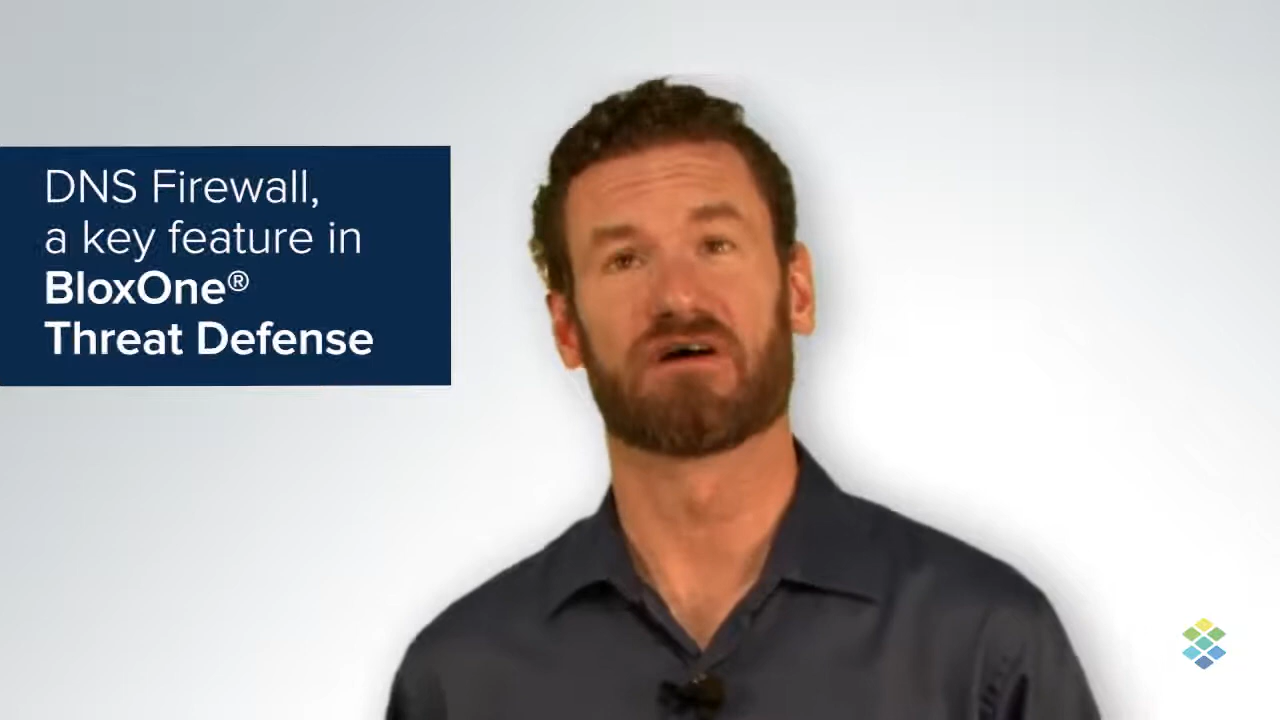 DNS Firewall,
a key feature in
BloxOne®
Threat Defense